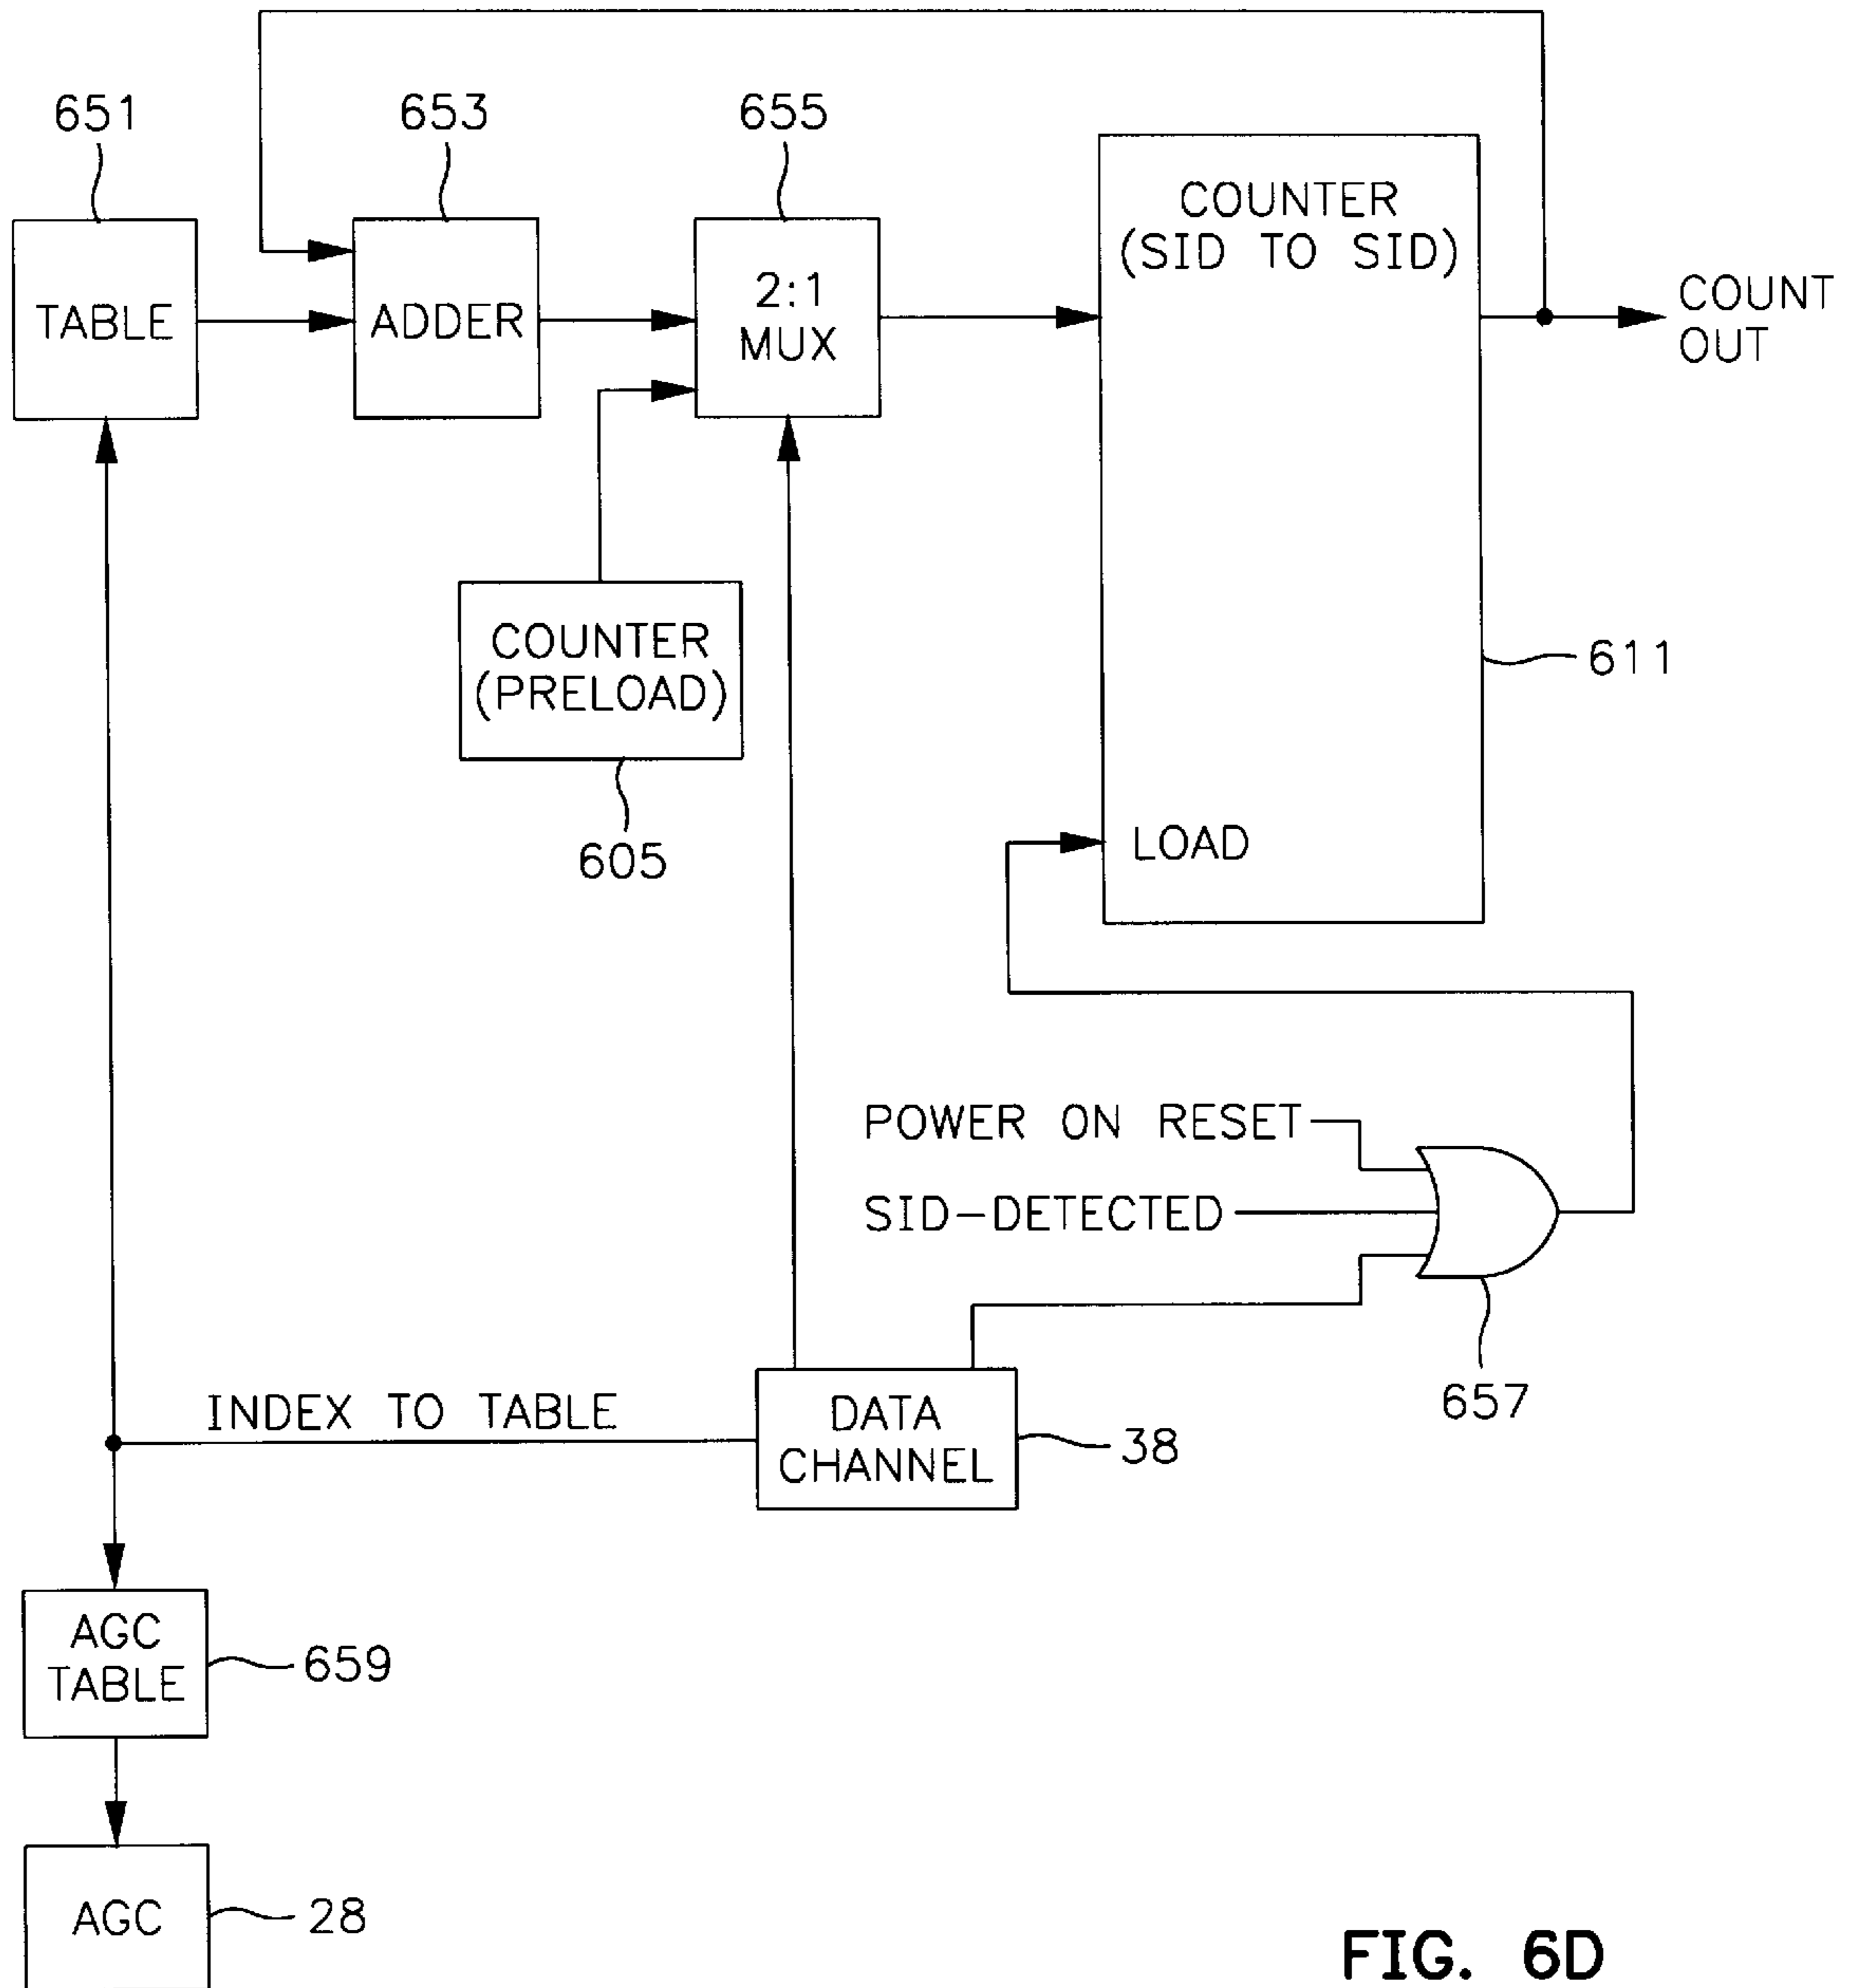 651
653
655
COUNTER
(SID TO SID)
TABLE
ADDER
2:1
MUX
COUNT
OUT
COUNTER
(PRELOAD)
611
605
LOAD
POWER ON RESET
SID-DETECTED
657
INDEX TO TABLE
DATA
CHANNEL
38
AGC
TABLE
659
AGC
28
FIG. 6D